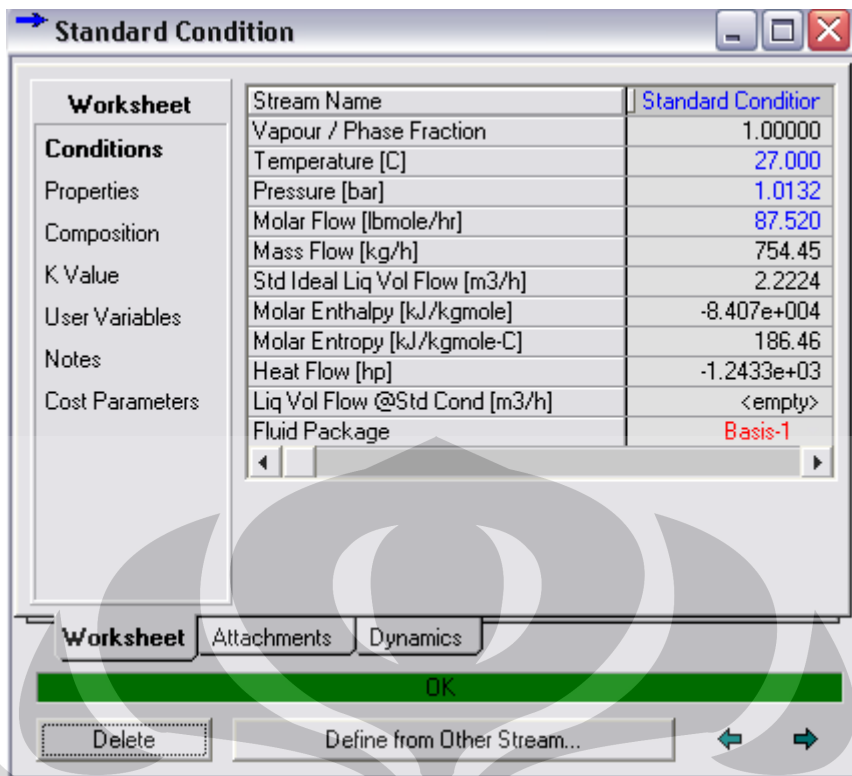 Standard Condition
Worksheet
Conditions
Properties
Composition
K Value
User Variables
Notes
Cost Parameters
Stream Name Standard Condition
Vapour / Phase Fraction 1.00000
Temperature [C] 27.000
Pressure [bar] 1.0132
Molar Flow [lbmole/hr] 87.520
Mass Flow [kg/h] 754.45
Std Ideal Liq Vol Flow [m3/h] 2.2224
Molar Enthalpy [kJ/kgmole] -8.407e+004
Molar Entropy [kJ/kgmole-C] 186.46
Heat Flow [hp] -1.2433e+03
Liq Vol Flow @Std Cond [m3/h] <empty>
Fluid Package Basis-1
Worksheet Attachments Dynamics
OK
Delete Define from Other Stream...